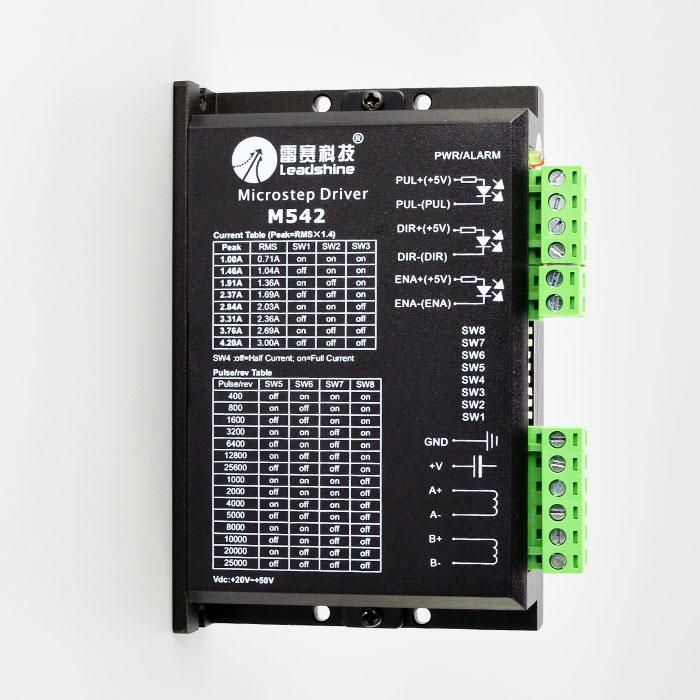 雷赛科技®
Leadshine
Microstep Driver
M542
Current Table (Peak=RMS×1.4)
Peak RMS SW1 SW2 SW3
1.00A 0.71A on on on
1.46A 1.04A off on on
1.91A 1.36A on off on
2.37A 1.69A off off on
2.84A 2.03A on on off
3.31A 2.36A off on off
3.76A 2.69A on off off
4.20A 3.00A off off off
SW4 :off=Half Current; on=Full Current
Pulse/rev Table
Pulse/rev SW5 SW6 SW7 SW8
400 off on on on
800 on off on on
1600 off off on on
3200 on on off on
6400 off on off on
12800 on off off on
25600 off off off on
1000 on on on off
2000 off on on off
4000 on off on off
5000 off off on off
8000 on on off off
10000 off on off off
20000 on off off off
25000 off off off off
Vdc:+20V~+50V
PWR/ALARM
PUL+(+5V)
PUL-(PUL)
DIR+(+5V)
DIR-(DIR)
ENA+(+5V)
ENA-(ENA)
SW8
SW7
SW6
SW5
SW4
SW3
SW2
SW1
GND
+V
A+
A-
B+
B-